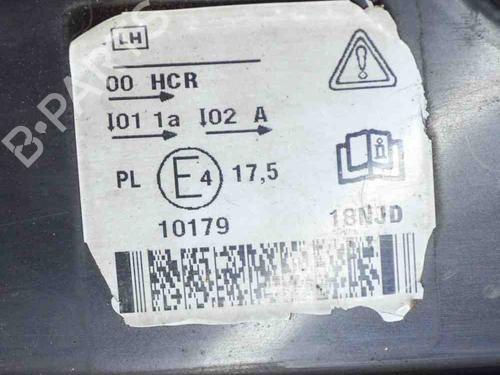 LH
00 HCR
I01 1a I02 A
PL E4 17,5
10179 18NJD
B-PARTS